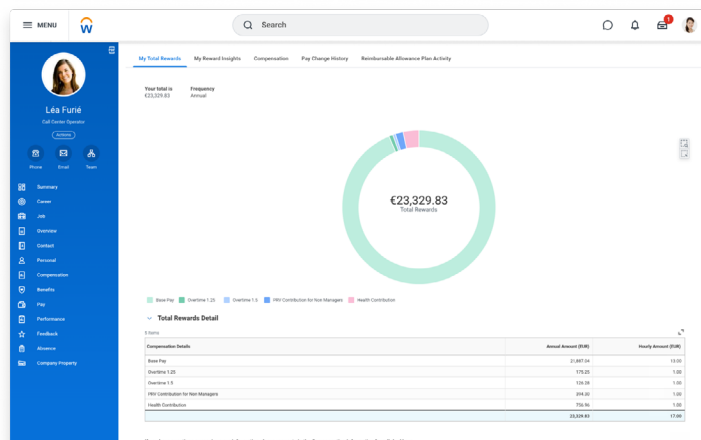 MENU
Search
1
My Total Rewards My Reward Insights Compensation Pay Change History Reimbursable Allowance Plan Activity
Your total is Frequency
€23,329.83 Annual
Léa Furié
Call Center Operator
Actions
Phone Email Team
Summary
Career
Job
Overview
Contact
Personal
Compensation
Benefits
Pay
Performance
Feedback
Absence
Company Property
€23,329.83
Total Rewards
Base Pay Overtime 1.25 Overtime 1.5 PRV Contribution for Non Managers Health Contribution
Total Rewards Detail
5 items
Compensation Details Annual Amount (EUR) Hourly Amount (EUR)
Base Pay 21,887.04 13.00
Overtime 1.25 175.25 1.00
Overtime 1.5 126.28 1.00
PRV Contribution for Non Managers 394.30 1.00
Health Contribution 756.96 1.00
23,329.83 17.00